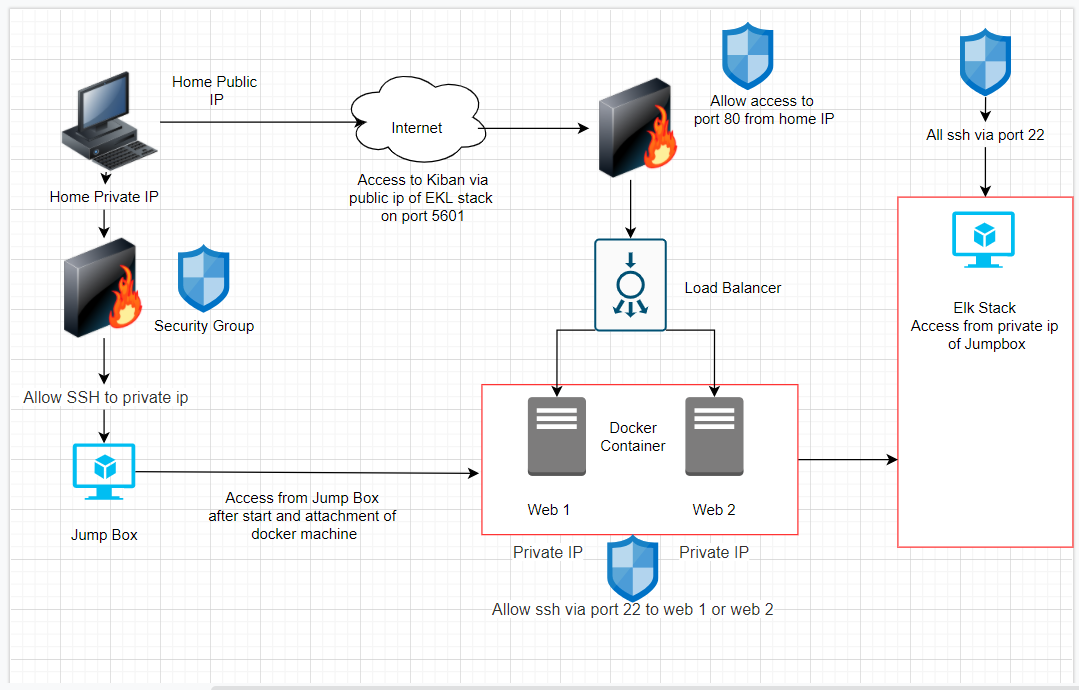 Home Public
IP
Internet
Allow access to
port 80 from home IP
All ssh via port 22
Home Private IP
Access to Kiban via
public ip of EKL stack
on port 5601
Security Group
Load Balancer
Elk Stack
Access from private ip
of Jumpbox
Allow SSH to private ip
Docker
Container
Jump Box
Access from Jump Box
after start and attachment of
docker machine
Web 1
Web 2
Private IP
Private IP
Allow ssh via port 22 to web 1 or web 2